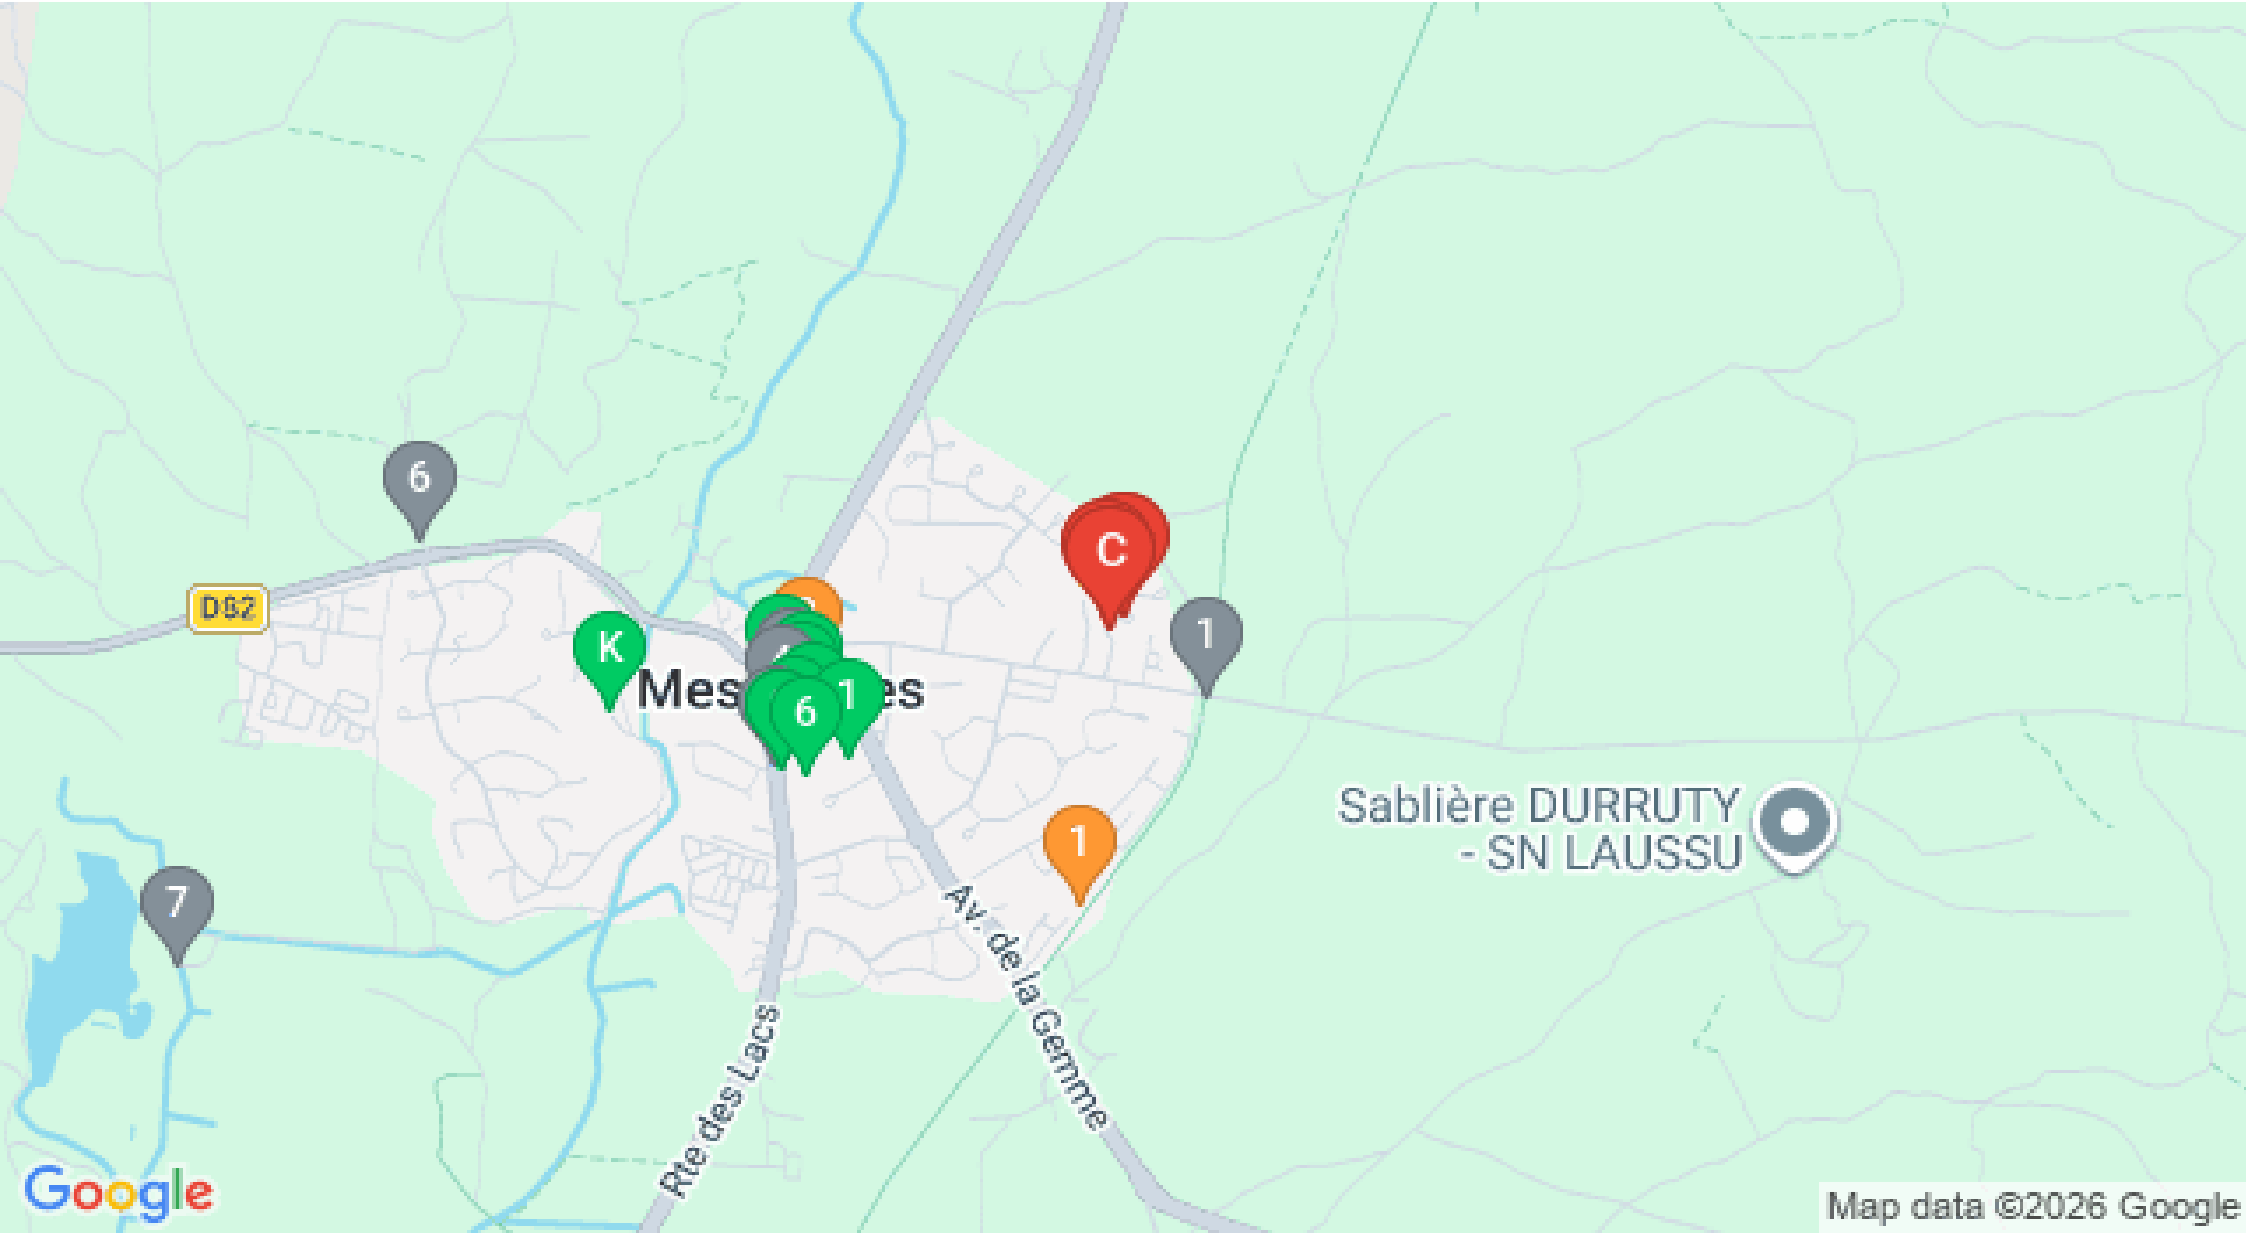 6
C
D82
1
K
Mes
es
1
6
Sablière DURRUTY
- SN LAUSSU
1
7
Av. de la Gemme
Rte des Lacs
Google
Map data ©2026 Google